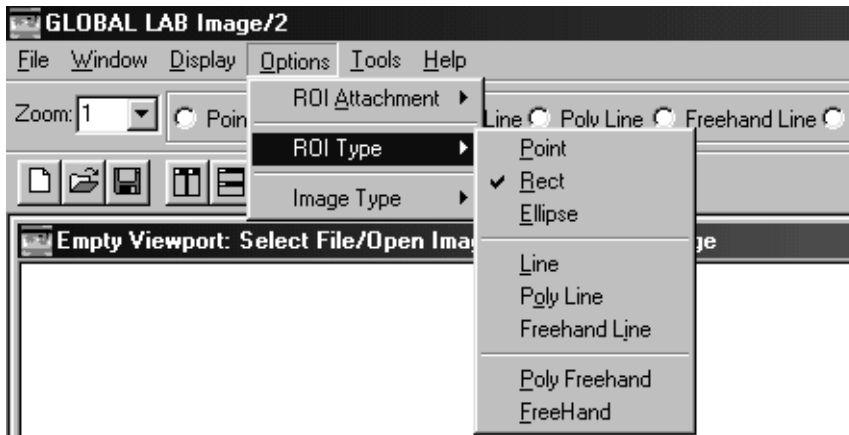 GLOBAL LAB Image/2
File Window Display Options Tools Help
Zoom: 1 Poin Line Poly Line Freehand Line
ROI Attachment
ROI Type
Image Type
Point
Rect
Ellipse
Line
Poly Line
Freehand Line
Poly Freehand
FreeHand
Empty Viewport: Select File/Open Ima ge